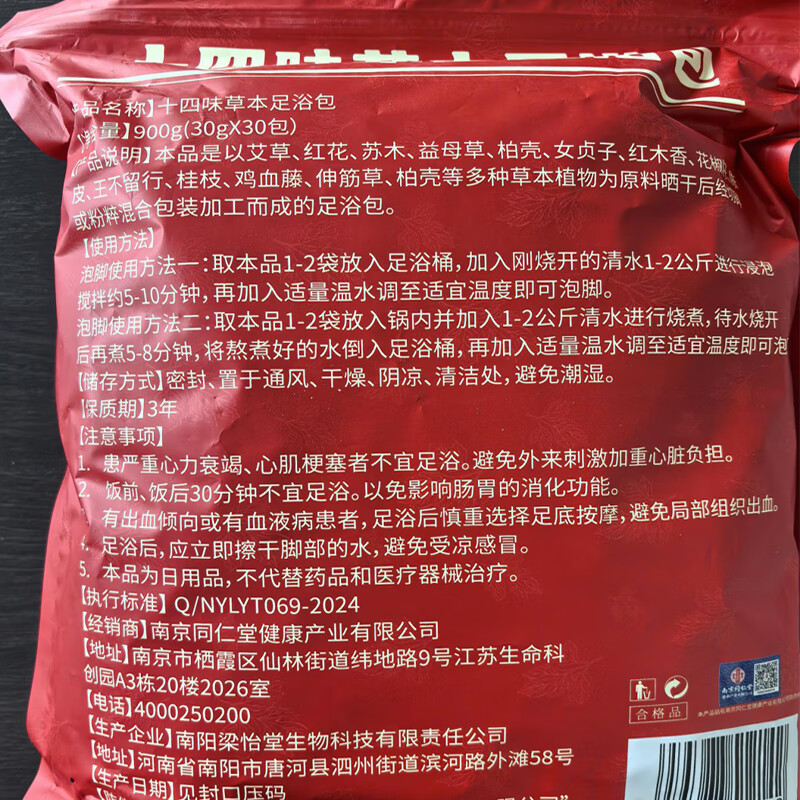 十四味草本足浴包
产品名称】十四味草本足浴包
量】900g(30gX30包)
【产品说明】本品是以艾草、红花、苏木、益母草、柏壳、女贞子、红木香、花椒
皮、王不留行、桂枝、鸡血藤、伸筋草、柏壳等多种草本植物为原料晒干后经
或粉粹混合包装加工而成的足浴包。
【使用方法】
泡脚使用方法一：取本品1-2袋放入足浴桶，加入刚烧开的清水1-2公斤进行浸泡
搅拌约5-10分钟，再加入适量温水调至适宜温度即可泡脚。
泡脚使用方法二：取本品1-2袋放入锅内并加入1-2公斤清水进行烧煮，待水烧开
后再煮5-8分钟，将熬煮好的水倒入足浴桶，再加入适量温水调至适宜温度即可泡
【储存方式】密封、置于通风、干燥、阴凉、清洁处，避免潮湿。
【保质期】3年
【注意事项】
1. 患严重心力衰竭、心肌梗塞者不宜足浴。避免外来刺激加重心脏负担。
2. 饭前、饭后30分钟不宜足浴。以免影响肠胃的消化功能。
有出血倾向或有血液病患者，足浴后慎重选择足底按摩，避免局部组织出血。
4. 足浴后，应立即擦干脚部的水，避免受凉感冒。
5. 本品为日用品，不代替药品和医疗器械治疗。
【执行标准】Q/NYLYT069-2024
【经销商】南京同仁堂健康产业有限公司
【地址】南京市栖霞区仙林街道纬地路9号江苏生命科
创园A3栋20楼2026室
【电话】4000250200
【生产企业】南阳梁怡堂生物科技有限责任公司
【地址】河南省南阳市唐河县泗州街道滨河路外滩58号
【生产日期】见封口压码
合格品
南京同仁堂